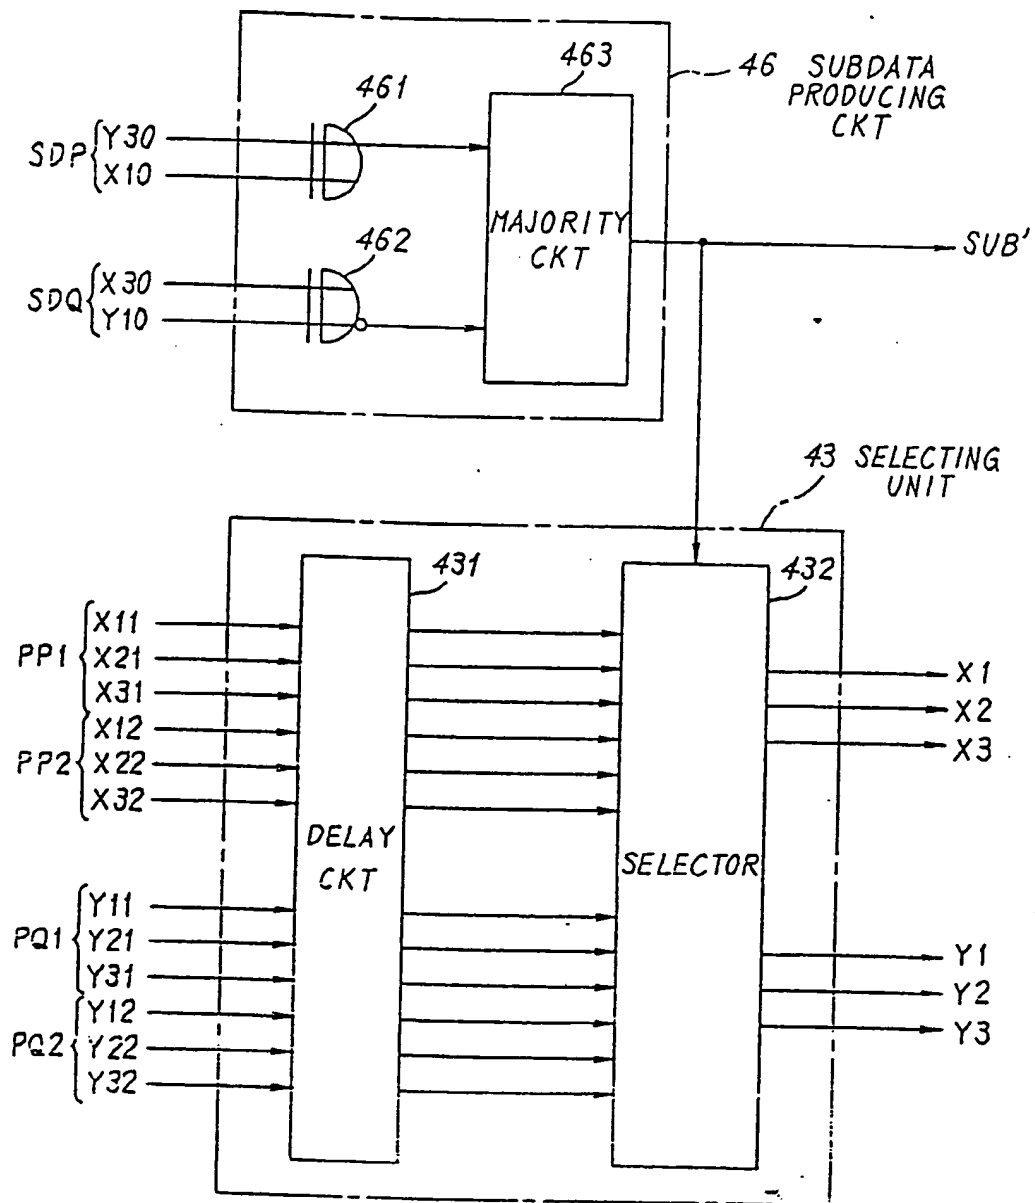 461
463
46 SUBDATA
PRODUCING
CKT
SDP
Y30
X10
MAJORITY
CKT
SUB'
462
SDQ
X30
Y10
43 SELECTING
UNIT
431
432
PP1
X11
X21
X31
PP2
X12
X22
X32
X1
X2
X3
DELAY
CKT
SELECTOR
PQ1
Y11
Y21
Y31
PQ2
Y12
Y22
Y32
Y1
Y2
Y3